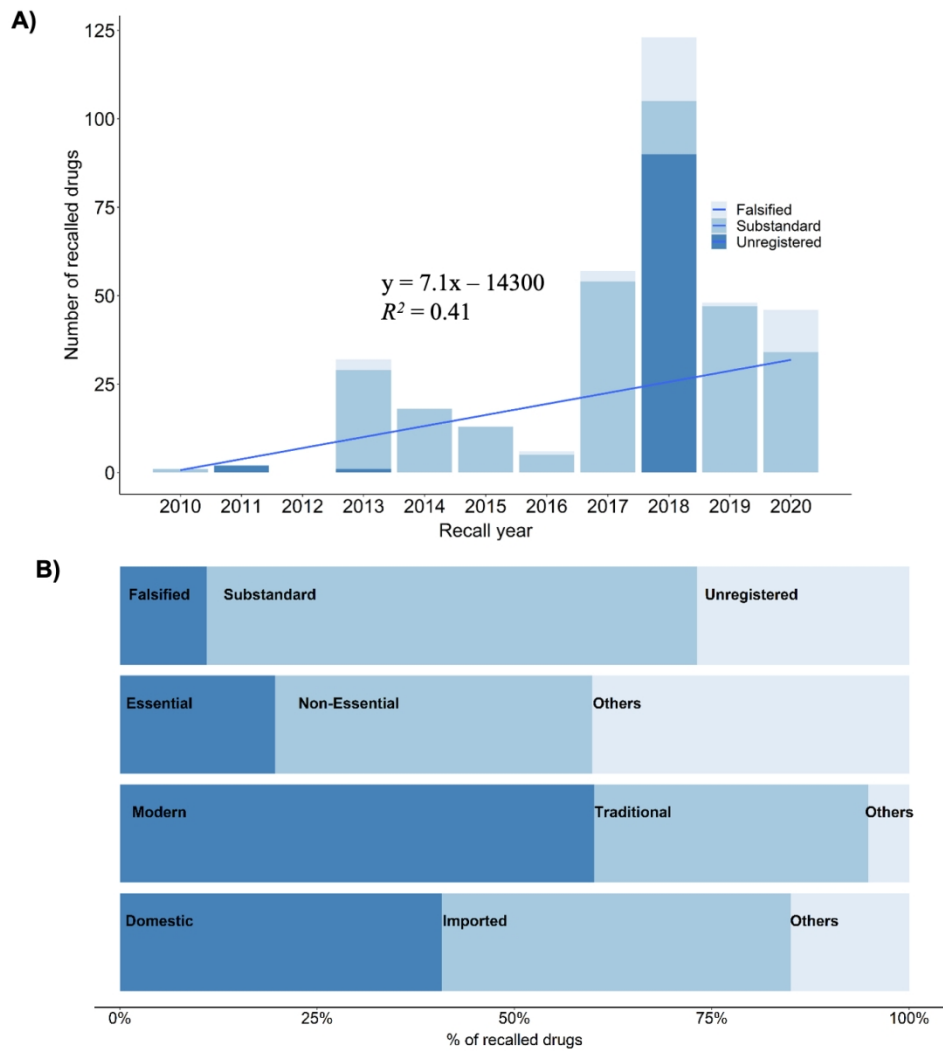 A)
125
100
75
50
25
0
Number of recalled drugs
y = 7.1x – 14300
R² = 0.41
Falsified
Substandard
Unregistered
2010 2011 2012 2013 2014 2015 2016 2017 2018 2019 2020
Recall year
B)
Falsified Substandard Unregistered
Essential Non-Essential Others
Modern Traditional Others
Domestic Imported Others
0% 25% 50% 75% 100%
% of recalled drugs